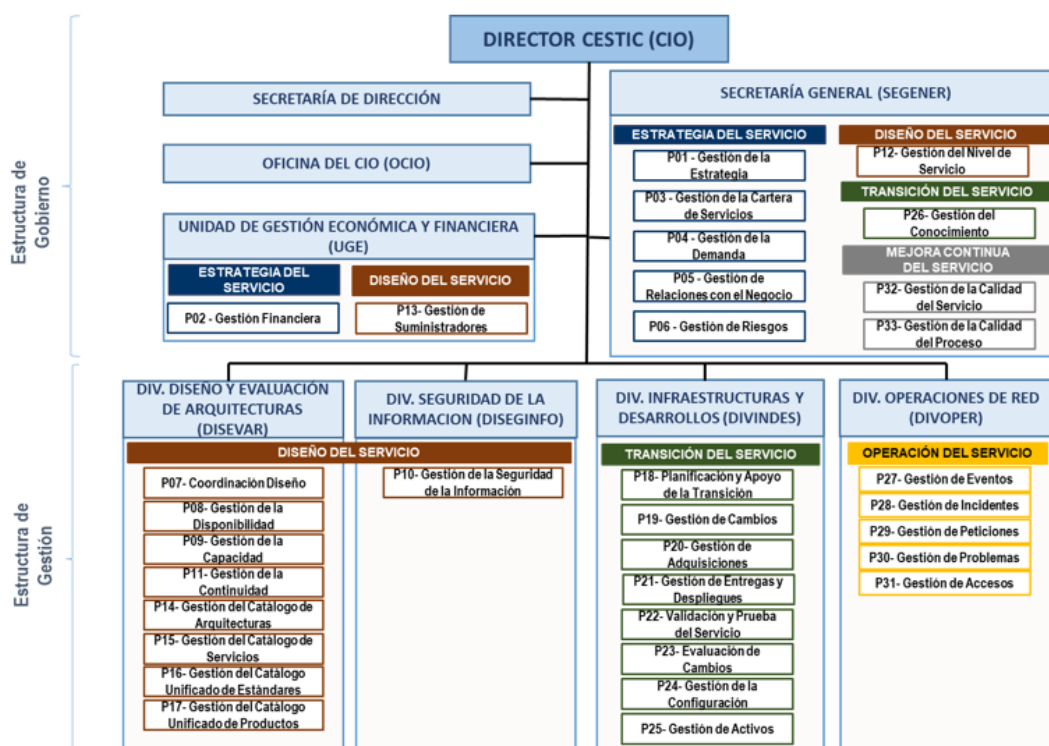 DIRECTOR CESTIC (CIO)
Estructura de
Gobierno
SECRETARÍA DE DIRECCIÓN
OFICINA DEL CIO (OCIO)
UNIDAD DE GESTIÓN ECONÓMICA Y FINANCIERA
(UGE)
ESTRATEGIA DEL
SERVICIO
P02 - Gestión Financiera
DISEÑO DEL SERVICIO
P13- Gestión de
Suministradores
SECRETARÍA GENERAL (SEGENER)
ESTRATEGIA DEL SERVICIO
P01 - Gestión de la
Estrategia
P03 - Gestión de la Cartera
de Servicios
P04 - Gestión de la
Demanda
P05 - Gestión de
Relaciones con el Negocio
P06 - Gestión de Riesgos
DISEÑO DEL SERVICIO
P12- Gestión del Nivel de
Servicio
TRANSICIÓN DEL SERVICIO
P26- Gestión del
Conocimiento
MEJORA CONTINUA
DEL SERVICIO
P32- Gestión de la Calidad
del Servicio
P33- Gestión de la Calidad
del Proceso
Estructura de
Gestión
DIV. DISEÑO Y EVALUACIÓN
DE ARQUITECTURAS
(DISEVAR)
DIV. SEGURIDAD DE LA
INFORMACION (DISEGINFO)
DISEÑO DEL SERVICIO
P07- Coordinación Diseño
P08- Gestión de la
Disponibilidad
P09- Gestión de la
Capacidad
P11- Gestión de la
Continuidad
P14- Gestión del Catálogo de
Arquitecturas
P15- Gestión del Catálogo de
Servicios
P16- Gestión del Catálogo
Unificado de Estándares
P17- Gestión del Catálogo
Unificado de Productos
P10- Gestión de la Seguridad
de la Información
DIV. INFRAESTRUCTURAS Y
DESARROLLOS (DIVINDES)
TRANSICIÓN DEL SERVICIO
P18- Planificación y Apoyo
de la Transición
P19- Gestión de Cambios
P20- Gestión de
Adquisiciones
P21- Gestión de Entregas y
Despliegues
P22- Validación y Prueba
del Servicio
P23- Evaluación de
Cambios
P24- Gestión de la
Configuración
P25- Gestión de Activos
DIV. OPERACIONES DE RED
(DIVOPER)
OPERACIÓN DEL SERVICIO
P27- Gestión de Eventos
P28- Gestión de Incidentes
P29- Gestión de Peticiones
P30- Gestión de Problemas
P31- Gestión de Accesos